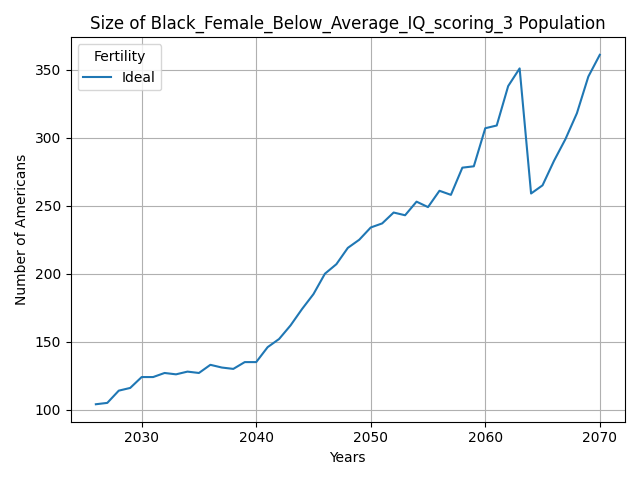 Size of Black_Female_Below_Average_IQ_scoring_3 Population
Fertility
Ideal
Number of Americans
350
300
250
200
150
100
2030 2040 2050 2060 2070
Years